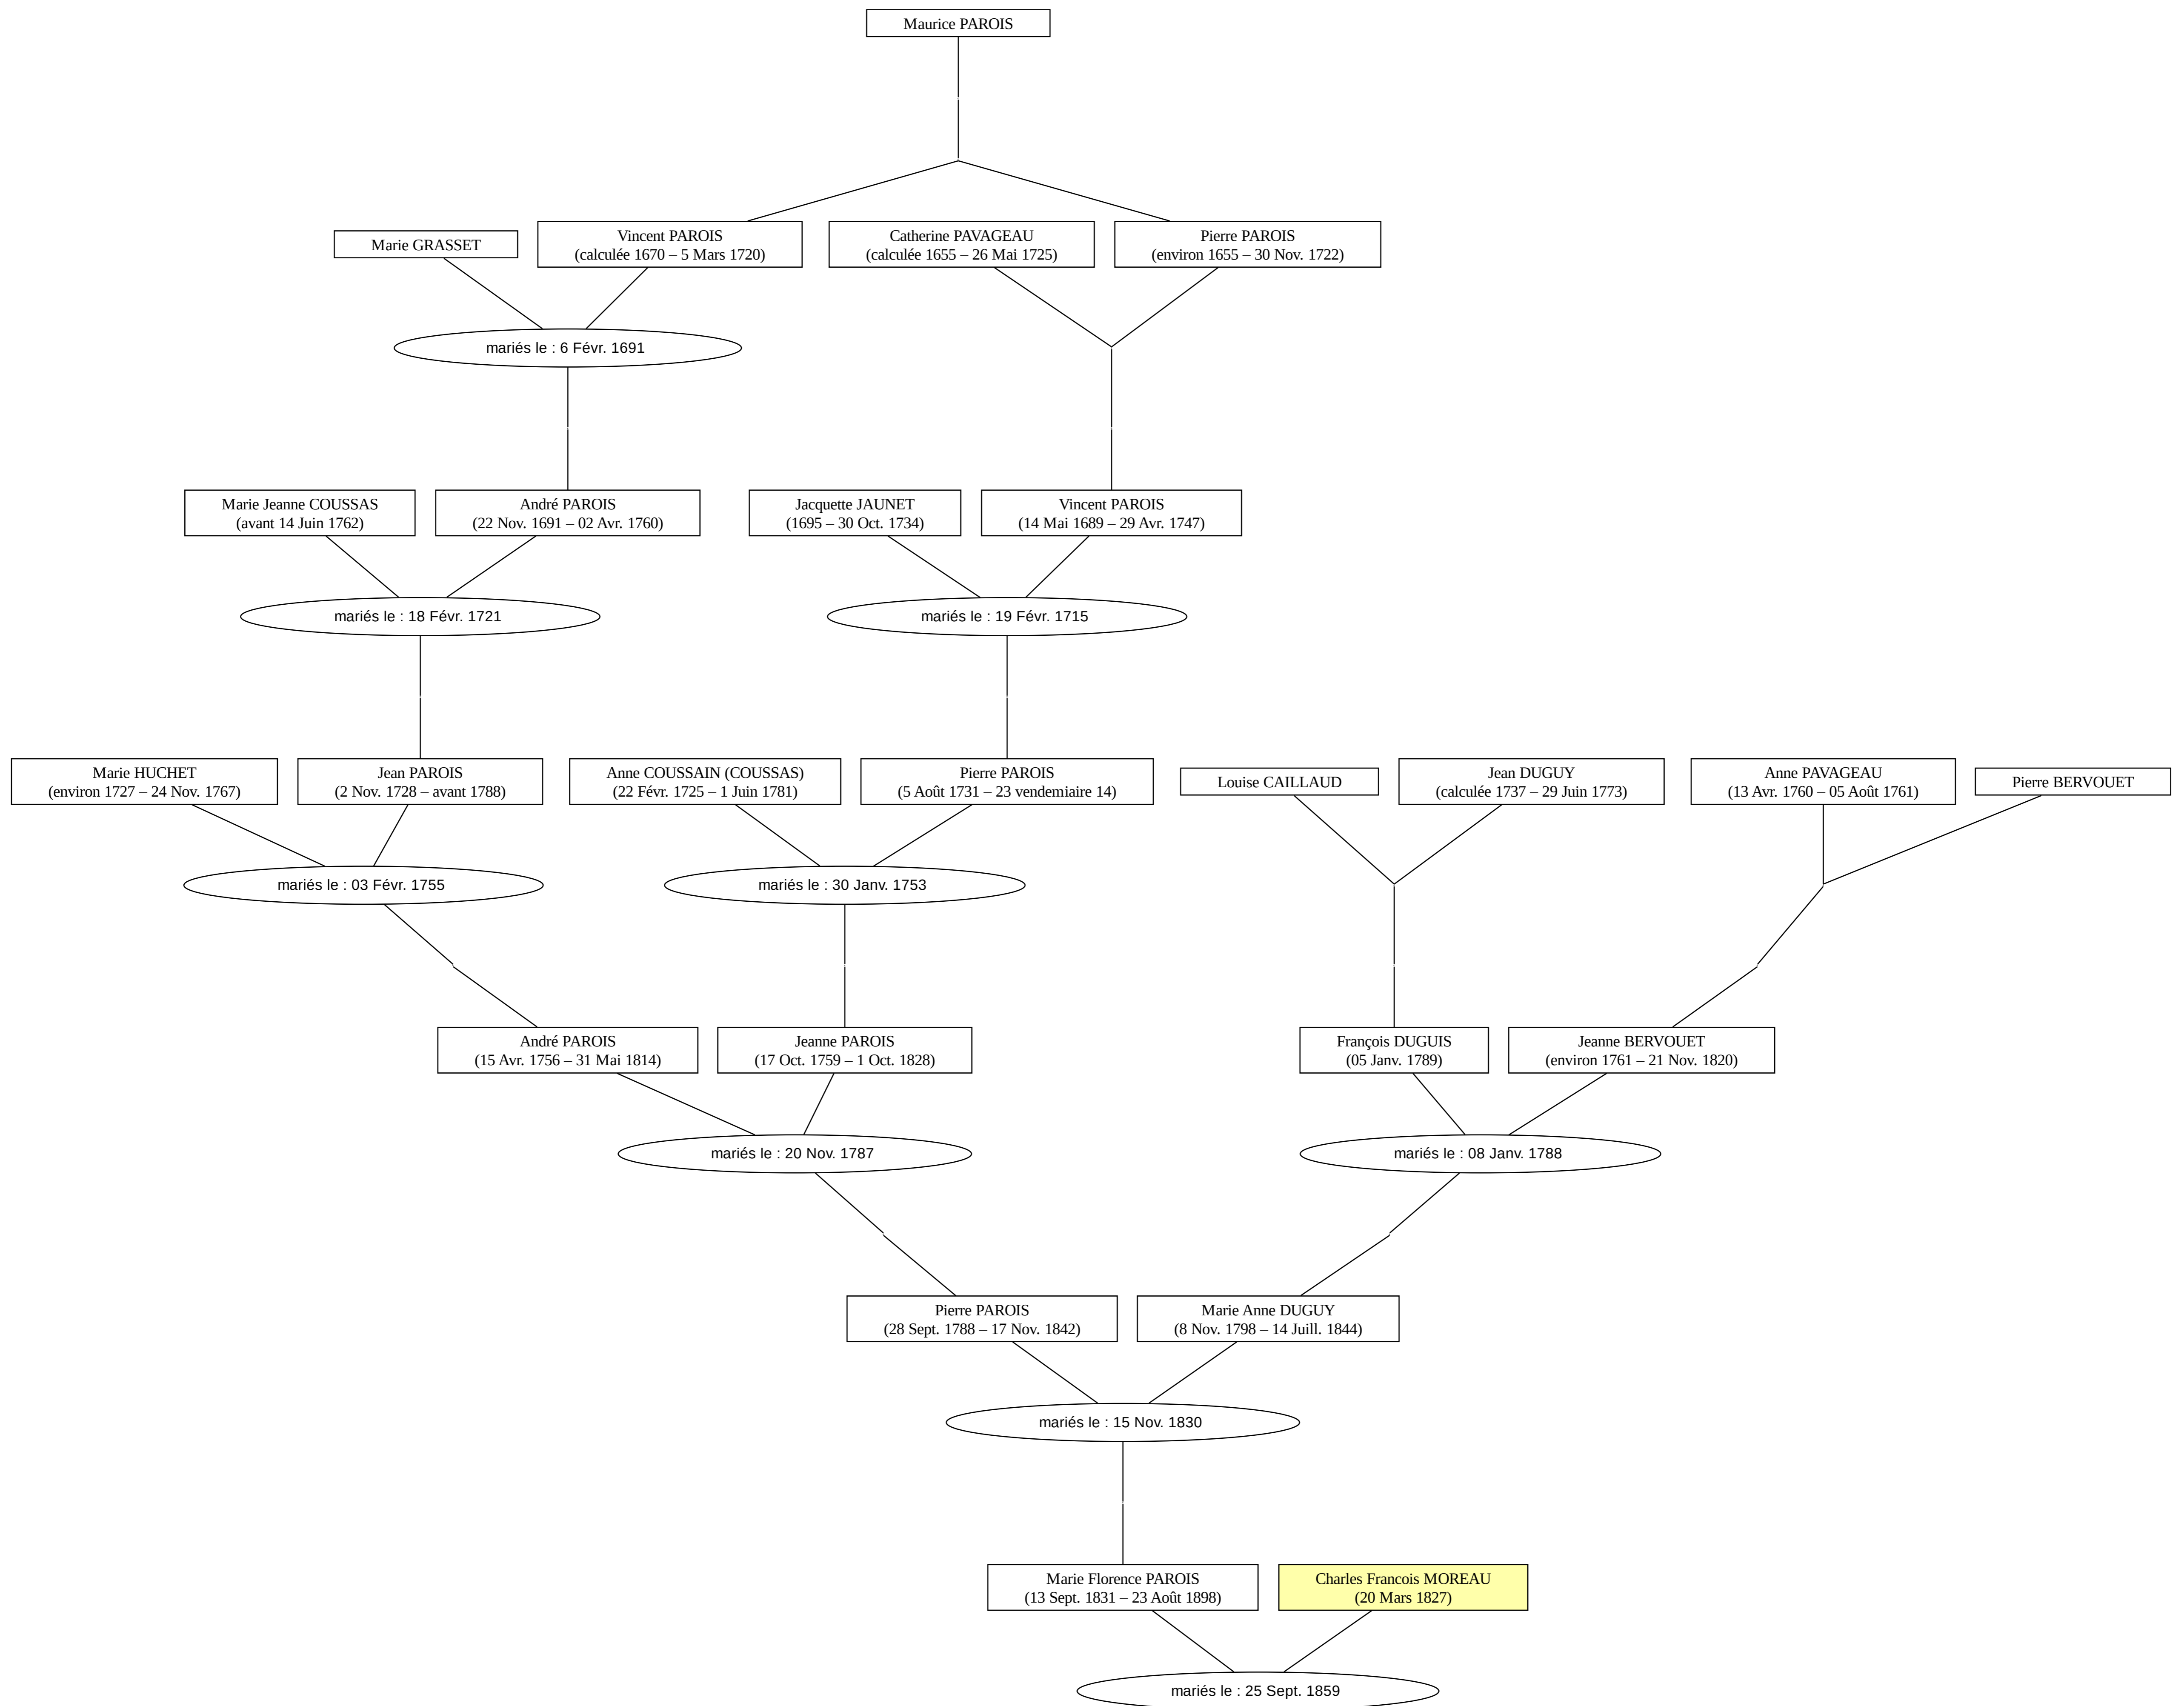 Maurice PAROIS
Marie GRASSET
Vincent PAROIS
(calculée 1670 – 5 Mars 1720)
Catherine PAVAGEAU
(calculée 1655 – 26 Mai 1725)
Pierre PAROIS
(environ 1655 – 30 Nov. 1722)
mariés le : 6 Févr. 1691
Marie Jeanne COUSSAS
(avant 14 Juin 1762)
André PAROIS
(22 Nov. 1691 – 02 Avr. 1760)
Jacquette JAUNET
(1695 – 30 Oct. 1734)
Vincent PAROIS
(14 Mai 1689 – 29 Avr. 1747)
mariés le : 18 Févr. 1721
mariés le : 19 Févr. 1715
Marie HUCHET
(environ 1727 – 24 Nov. 1767)
Jean PAROIS
(2 Nov. 1728 – avant 1788)
Anne COUSSAIN (COUSSAS)
(22 Févr. 1725 – 1 Juin 1781)
Pierre PAROIS
(5 Août 1731 – 23 vendemiaire 14)
Louise CAILLAUD
Jean DUGUY
(calculée 1737 – 29 Juin 1773)
Anne PAVAGEAU
(13 Avr. 1760 – 05 Août 1761)
Pierre BERVOUET
mariés le : 03 Févr. 1755
mariés le : 30 Janv. 1753
André PAROIS
(15 Avr. 1756 – 31 Mai 1814)
Jeanne PAROIS
(17 Oct. 1759 – 1 Oct. 1828)
François DUGUIS
(05 Janv. 1789)
Jeanne BERVOUET
(environ 1761 – 21 Nov. 1820)
mariés le : 20 Nov. 1787
mariés le : 08 Janv. 1788
Pierre PAROIS
(28 Sept. 1788 – 17 Nov. 1842)
Marie Anne DUGUY
(8 Nov. 1798 – 14 Juill. 1844)
mariés le : 15 Nov. 1830
Marie Florence PAROIS
(13 Sept. 1831 – 23 Août 1898)
Charles Francois MOREAU
(20 Mars 1827)
mariés le : 25 Sept. 1859